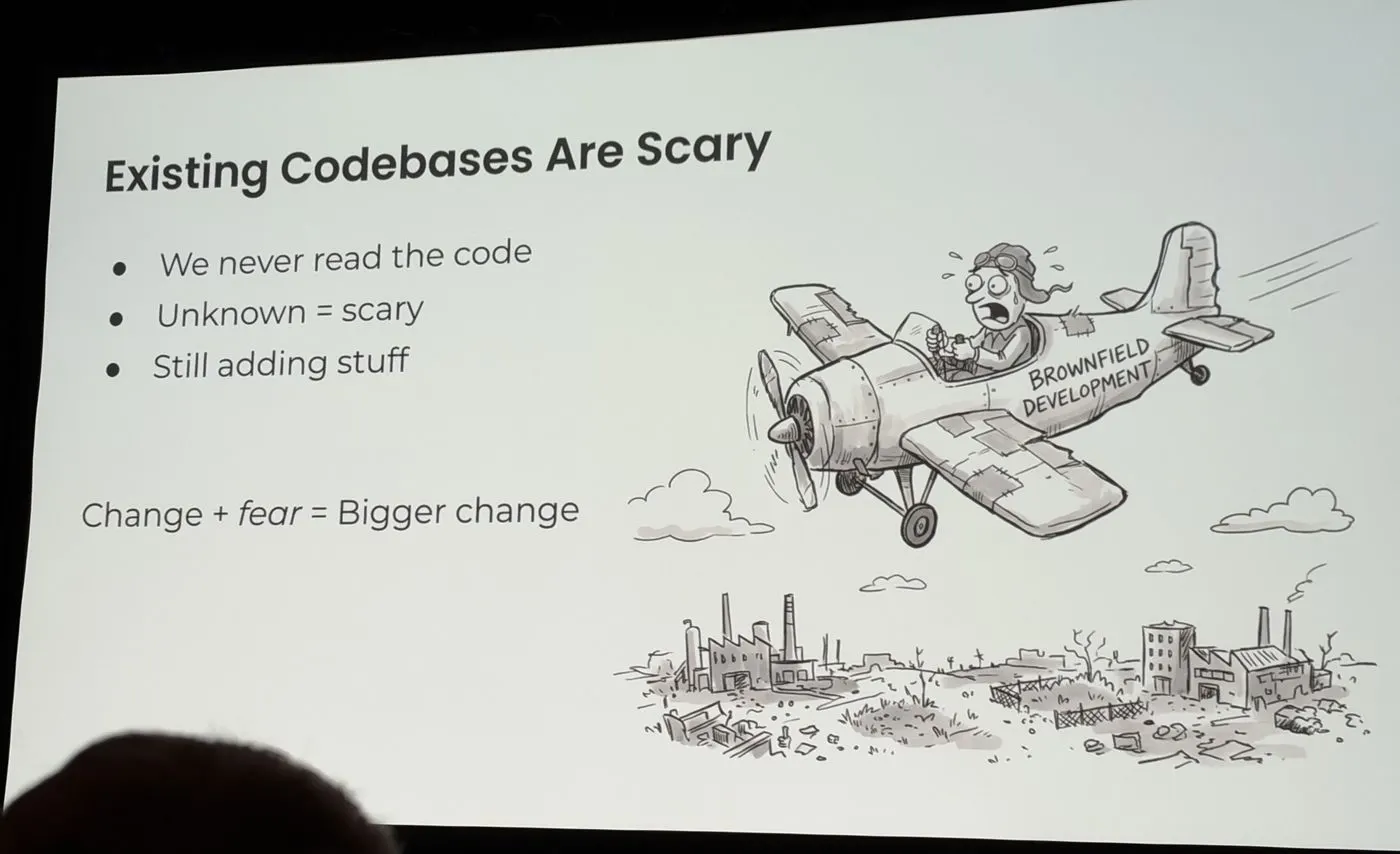 Existing Codebases Are Scary
• We never read the code
• Unknown = scary
• Still adding stuff
Change + fear = Bigger change
BROWNFIELD
DEVELOPMENT